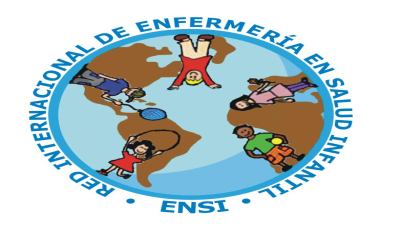 RED INTERNACIONAL DE ENFERMERÍA EN SALUD INFANTIL
• ENSI •